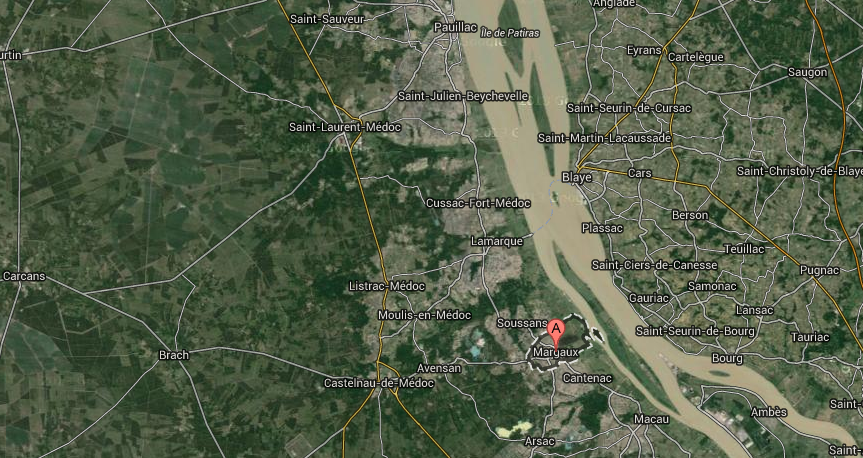 Anglade
Saint-Sauveur
Pauillac
Île de Patiras
Eyrans
urtin
Cartelègue
Saugon
Saint-Julien-Beychevelle
Saint-Seurin-de-Cursac
Saint-Laurent-Médoc
Saint-Martin-Lacaussade
Blaye
Cars
Saint-Christoly-de-Blaye
Cussac-Fort-Médoc
Berson
Plassac
Lamarque
Teuillac
Saint-Ciers-de-Canesse
Pugnac
Carcans
Listrac-Médoc
Samonac
Gauriac
Lansac
Moulis-en-Médoc
Soussans
A
Saint-Seurin-de-Bourg
Tauriac
Margaux
Brach
Bourg
Avensan
Cantenac
Castelnau-de-Médoc
Saint-
Ambès
Macau
Arsac
Saint-